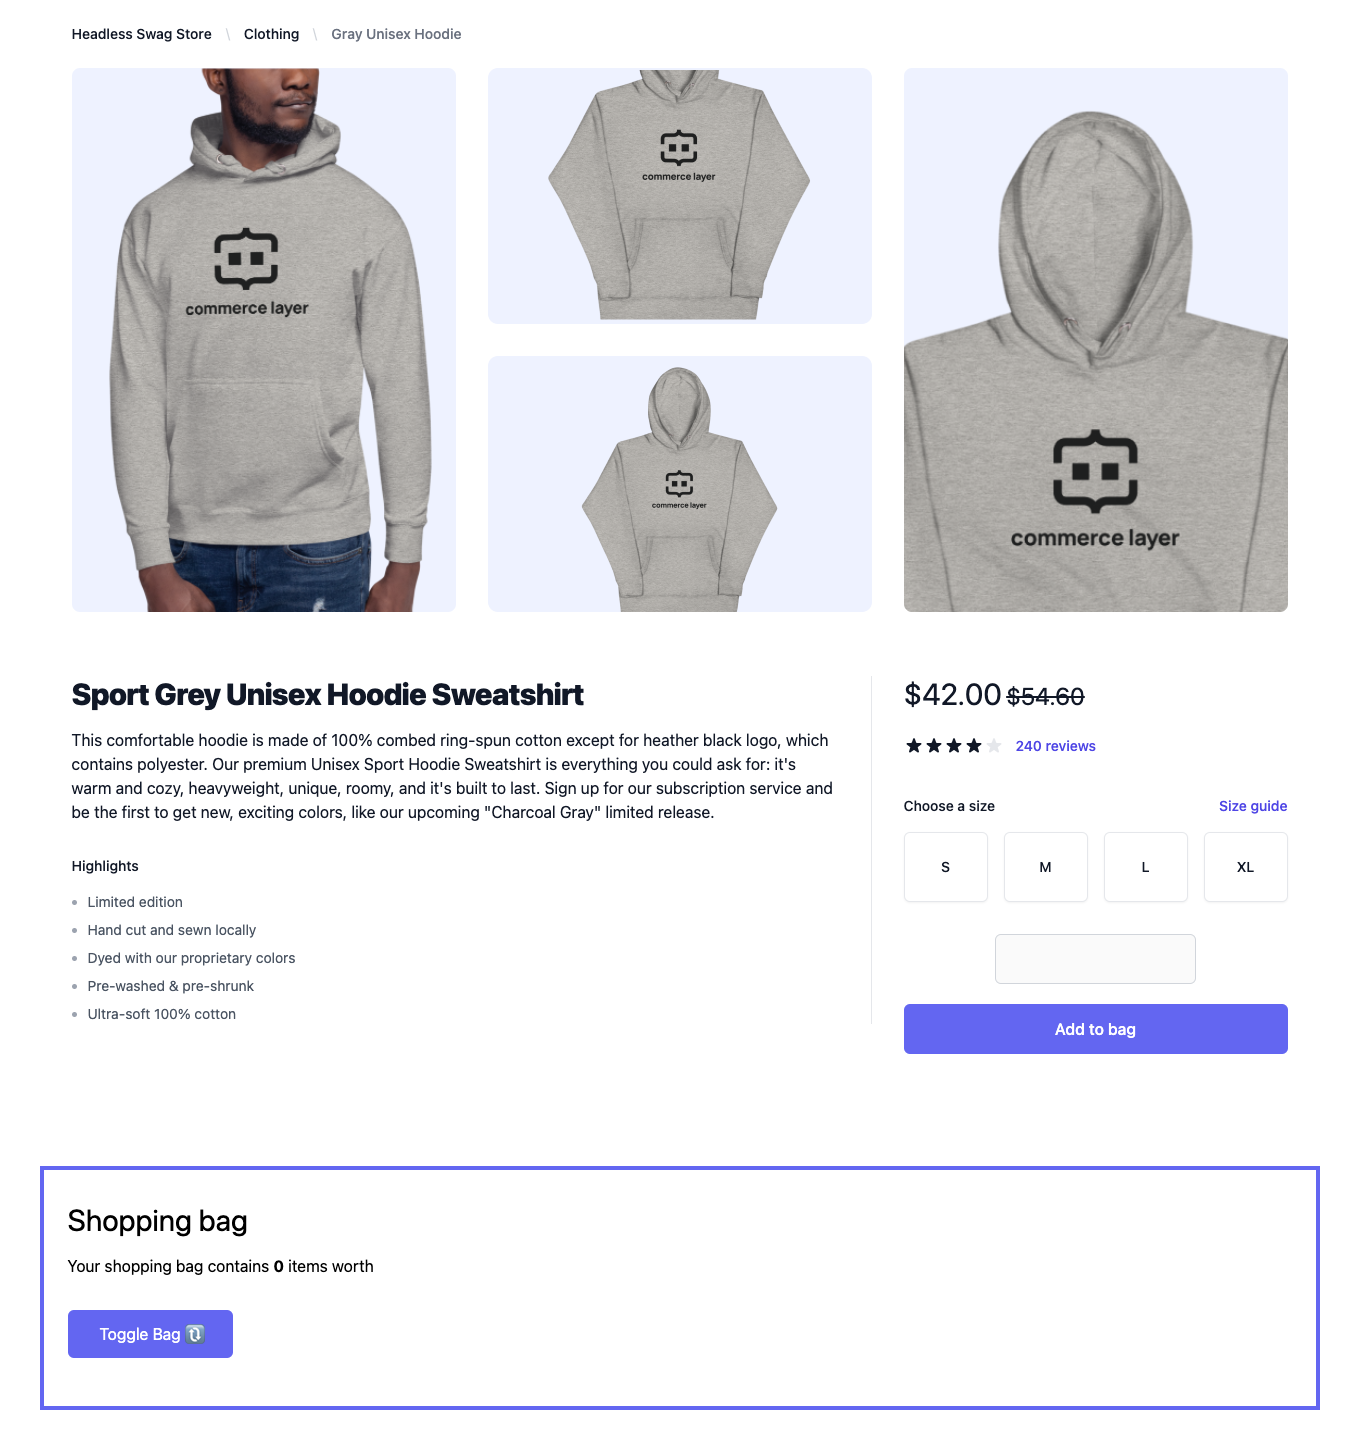 Headless Swag Store \ Clothing \ Gray Unisex Hoodie
commerce layer
commerce layer
commerce layer
commerce layer
Sport Grey Unisex Hoodie Sweatshirt
This comfortable hoodie is made of 100% combed ring-spun cotton except for heather black logo, which
contains polyester. Our premium Unisex Sport Hoodie Sweatshirt is everything you could ask for: it's
warm and cozy, heavyweight, unique, roomy, and it's built to last. Sign up for our subscription service and
be the first to get new, exciting colors, like our upcoming "Charcoal Gray" limited release.
Highlights
Limited edition
Hand cut and sewn locally
Dyed with our proprietary colors
Pre-washed & pre-shrunk
Ultra-soft 100% cotton
$42.00 $54.60
240 reviews
Choose a size Size guide
S M L XL
Add to bag
Shopping bag
Your shopping bag contains 0 items worth
Toggle Bag 🔃